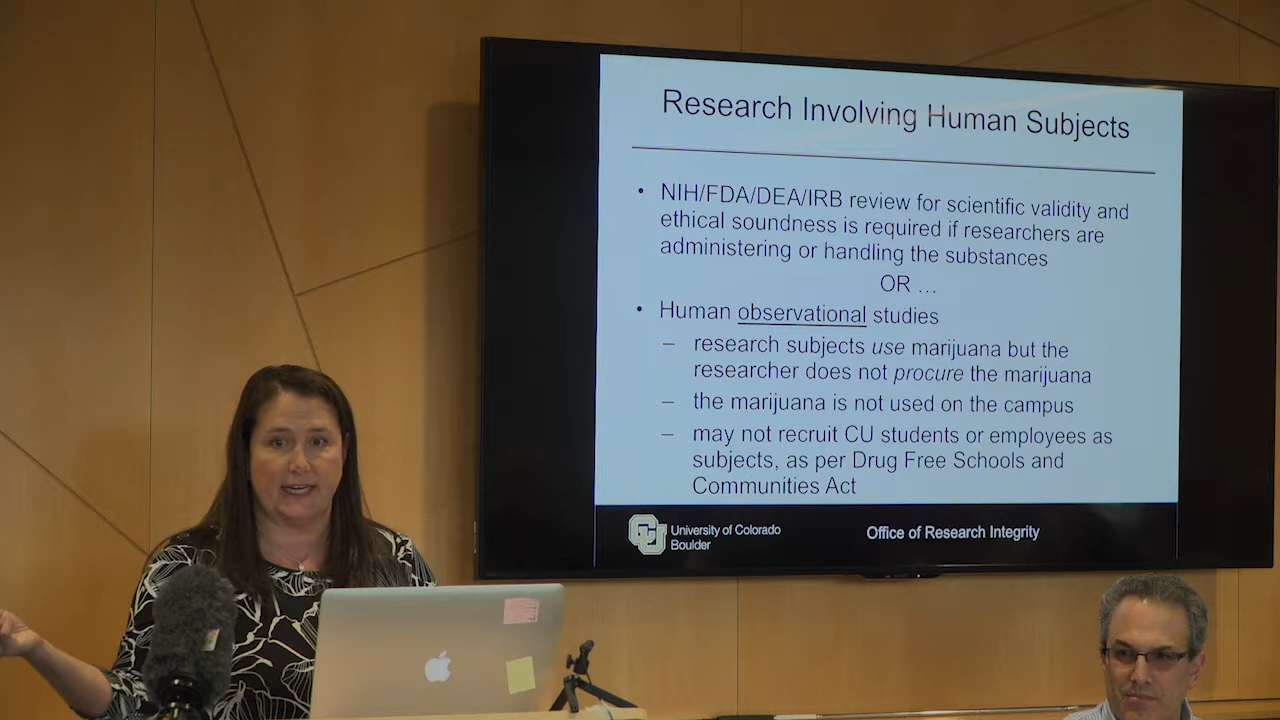 Research Involving Human Subjects
• NIH/FDA/DEA/IRB review for scientific validity and
ethical soundness is required if researchers are
administering or handling the substances
OR …
• Human observational studies
– research subjects use marijuana but the
researcher does not procure the marijuana
– the marijuana is not used on the campus
– may not recruit CU students or employees as
subjects, as per Drug Free Schools and
Communities Act
CU
University of Colorado
Boulder
Office of Research Integrity